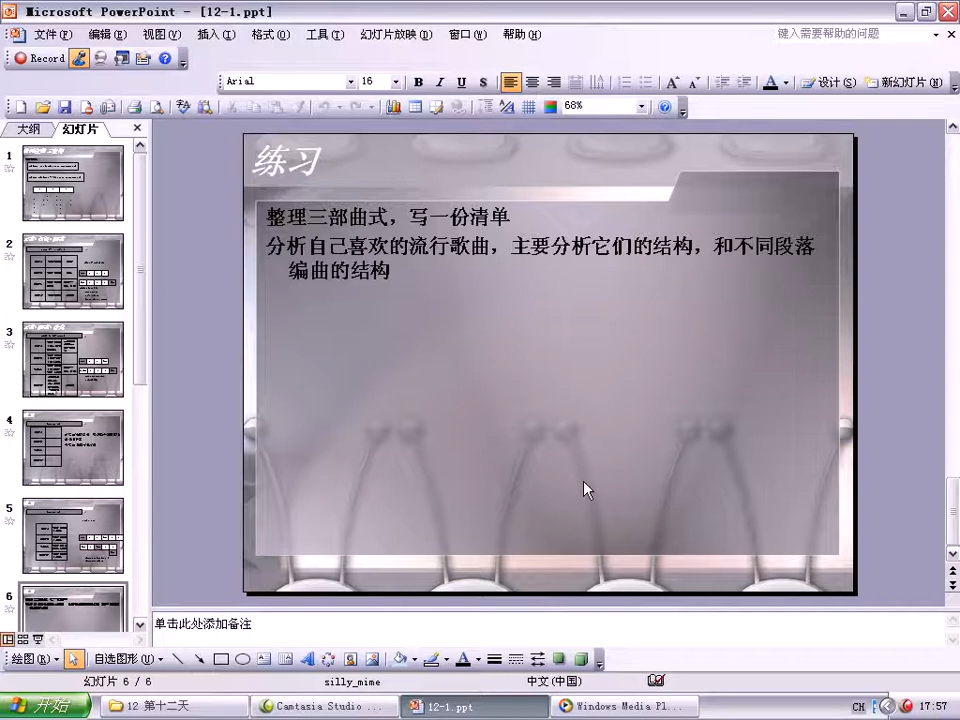 Microsoft PowerPoint - [12-1.ppt]
文件(F) 编辑(E) 视图(V) 插入(I) 格式(O) 工具(T) 幻灯片放映(D) 窗口(W) 帮助(H) 键入需要帮助的问题
Record
Arial 16 B I U S A A A 设计(S) 新幻灯片(N)
68%
大纲 幻灯片
1
2
3
4
5
6
练习
整理三部曲式，写一份清单
分析自己喜欢的流行歌曲，主要分析它们的结构，和不同段落
编曲的结构
单击此处添加备注
绘图(R) 自选图形(U)
幻灯片 6 / 6 silly_mime 中文(中国)
开始 12 第十二天 Camtasia Studio ... 12-1.ppt Windows Media Pl... CH 17:57